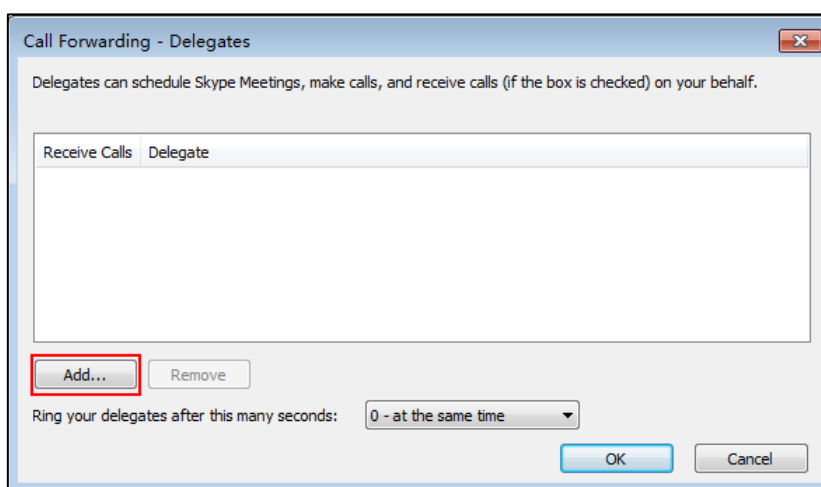 Call Forwarding - Delegates
Delegates can schedule Skype Meetings, make calls, and receive calls (if the box is checked) on your behalf.
Receive Calls Delegate
Add... Remove
Ring your delegates after this many seconds: 0 - at the same time
OK Cancel